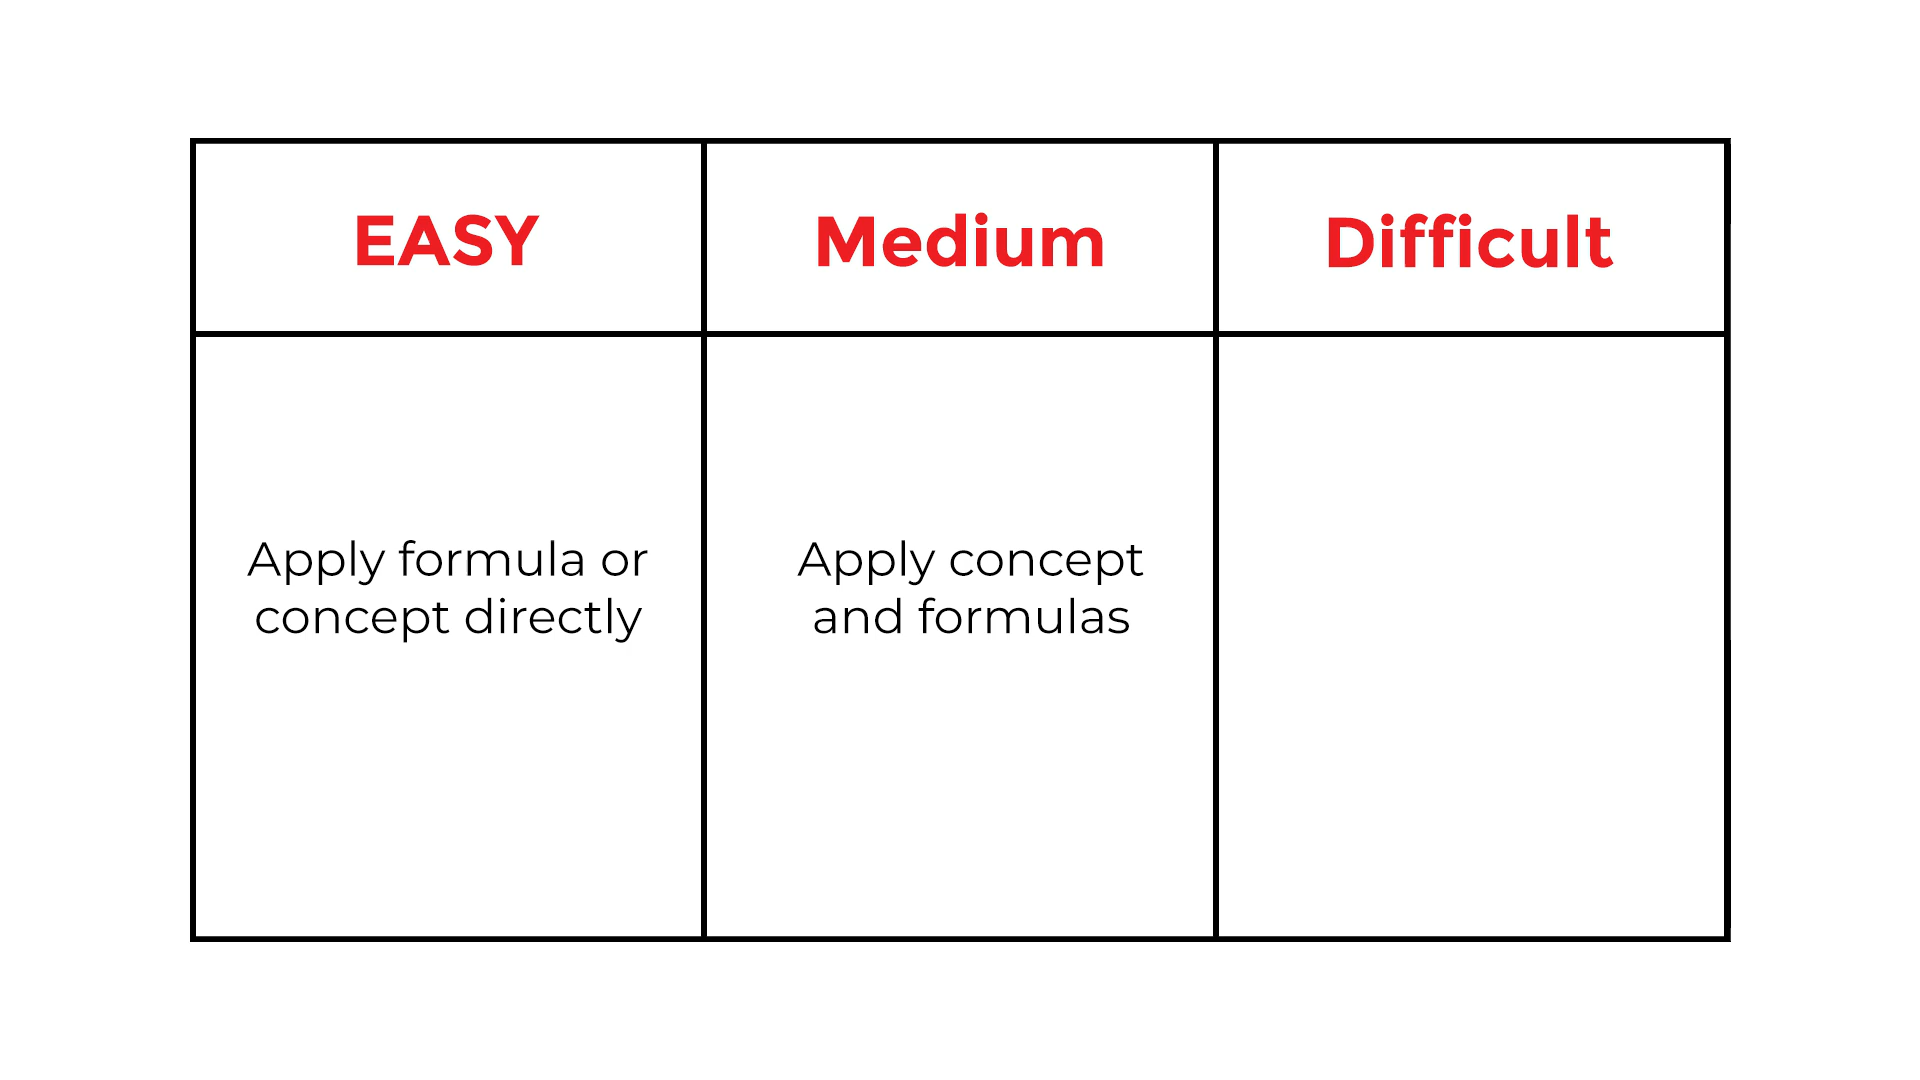 EASY
Medium
Difficult
Apply formula or
concept directly
Apply concept
and formulas